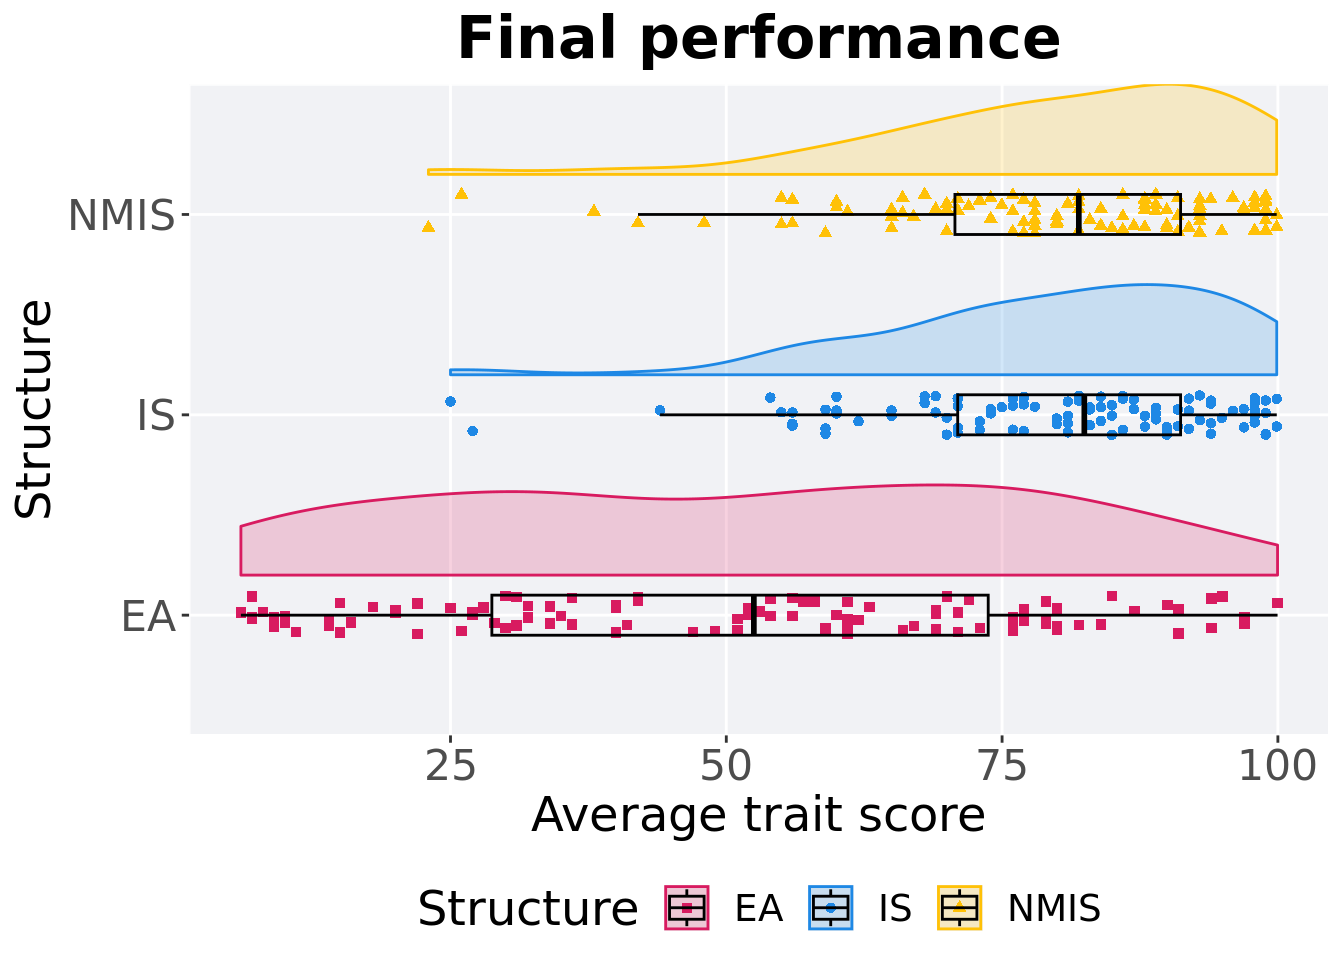 Final performance
NMIS
IS
EA
Structure
25 50 75 100
Average trait score
Structure EA IS NMIS